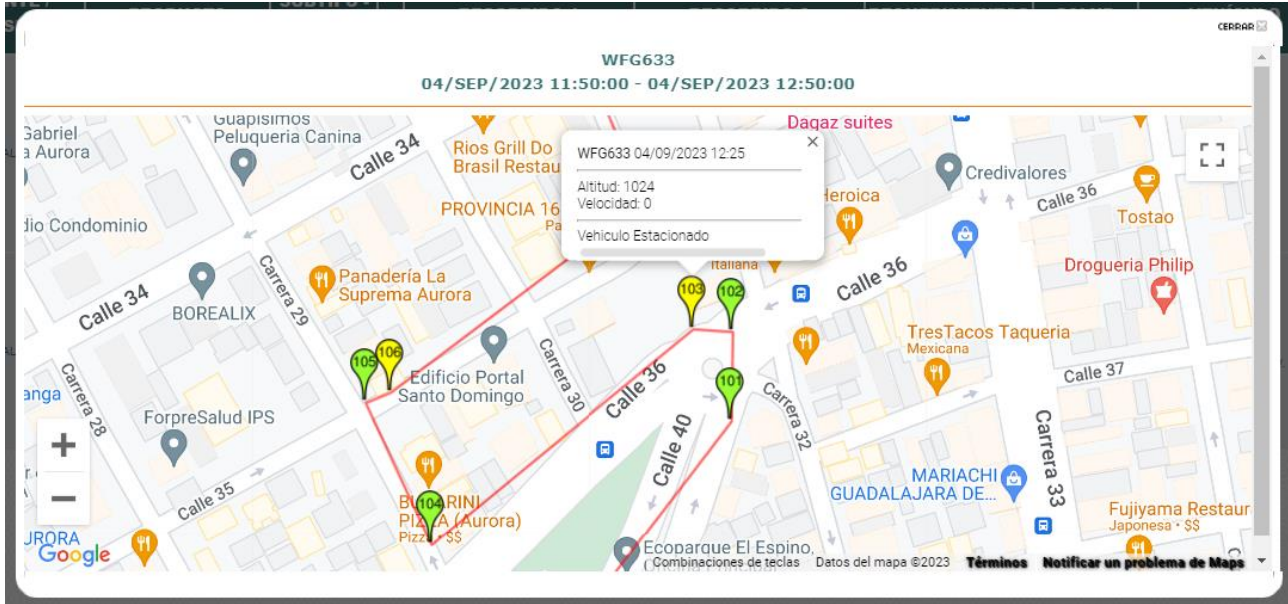 CERRAR
WFG633
04/SEP/2023 11:50:00 - 04/SEP/2023 12:50:00
Guapisimos
Peluqueria Canina
Gabriel
a Aurora
Calle 34
Rios Grill Do
Brasil Restau
Dagaz suites
WFG633 04/09/2023 12:25
Altitud: 1024
Velocidad: 0
Vehiculo Estacionado
Credivalores
Calle 36
Tostao
Heroica
PROVINCIA 16
Italiana
dio Condominio
Carrera 29
Panadería La
Suprema Aurora
Calle 34
BOREALIX
Calle 36
Drogueria Philip
103
102
TresTacos Taqueria
Mexicana
105
106
Carrera 30
Edificio Portal
Santo Domingo
Calle 36
101
Calle 37
Carrera 28
anga
ForpreSalud IPS
Calle 40
Carrera 32
Carrera 33
MARIACHI
GUADALAJARA DE...
Calle 35
104
PIZZA (Aurora)
Pizza · $$
Fujiyama Restaur
Japonesa · $$
URORA
Google
Ecoparque El Espino,
Combinaciones de teclas
Datos del mapa ©2023
Términos
Notificar un problema de Maps